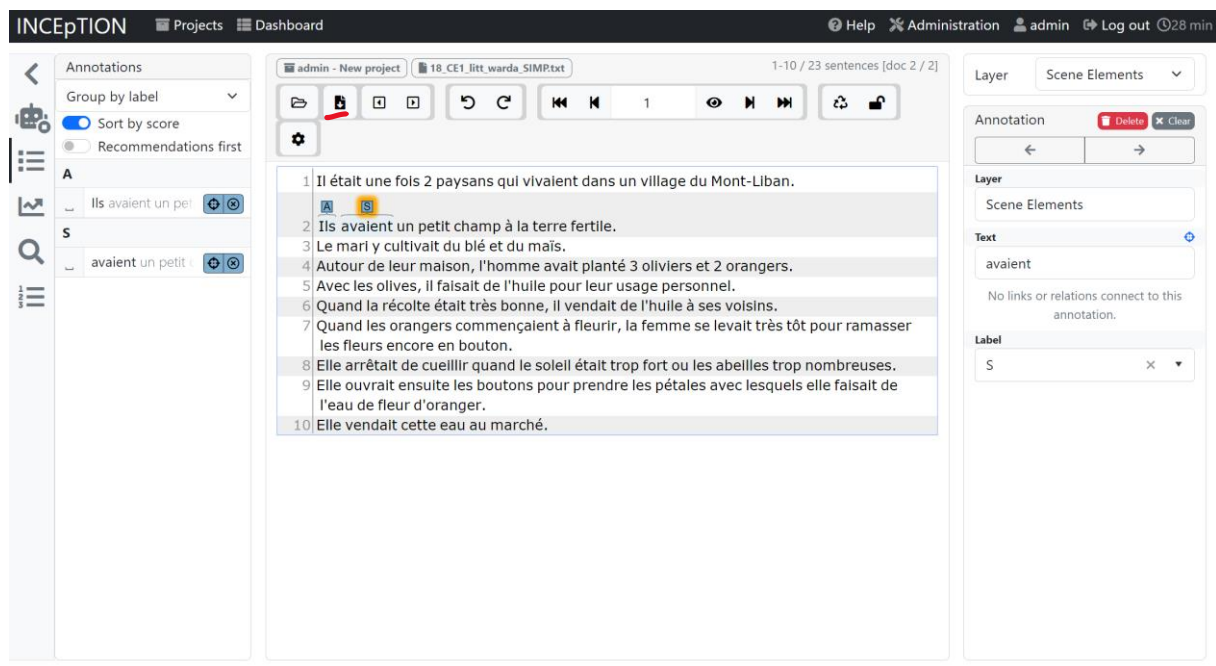 INCEpTION Projects Dashboard Help Administration admin Log out 28 min
Annotations
Group by label
Sort by score
Recommendations first
A
Ils avaient un pet
S
avaient un petit
admin - New project 18_CE1_litt_warda_SIMP.txt 1-10 / 23 sentences [doc 2 / 2]
1
1 Il était une fois 2 paysans qui vivaient dans un village du Mont-Liban.
A S
2 Ils avaient un petit champ à la terre fertile.
3 Le mari y cultivait du blé et du maïs.
4 Autour de leur maison, l'homme avait planté 3 oliviers et 2 orangers.
5 Avec les olives, il faisait de l'huile pour leur usage personnel.
6 Quand la récolte était très bonne, il vendait de l'huile à ses voisins.
7 Quand les orangers commençaient à fleurir, la femme se levait très tôt pour ramasser
les fleurs encore en bouton.
8 Elle arrêtait de cueillir quand le soleil était trop fort ou les abeilles trop nombreuses.
9 Elle ouvrait ensuite les boutons pour prendre les pétales avec lesquels elle faisait de
l'eau de fleur d'oranger.
10 Elle vendait cette eau au marché.
Layer Scene Elements
Annotation Delete Clear
Layer
Scene Elements
Text
avaient
No links or relations connect to this
annotation.
Label
S
1
2
3